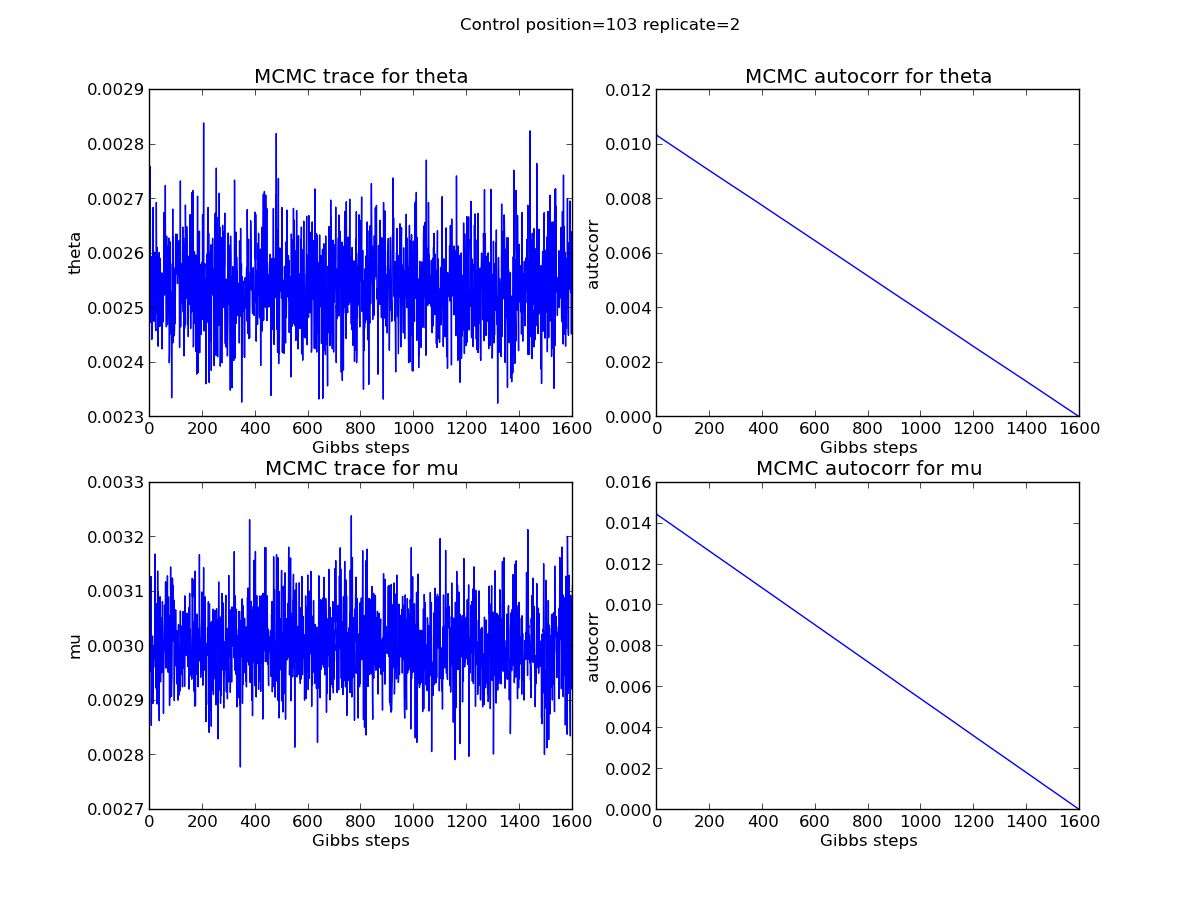 Control position=103 replicate=2
MCMC trace for theta
0.0029
0.0028
0.0027
0.0026
0.0025
0.0024
0.0023
theta
0 200 400 600 800 1000 1200 1400 1600
Gibbs steps
MCMC autocorr for theta
0.012
0.010
0.008
0.006
0.004
0.002
0.000
autocorr
0 200 400 600 800 1000 1200 1400 1600
Gibbs steps
MCMC trace for mu
0.0033
0.0032
0.0031
0.0030
0.0029
0.0028
0.0027
mu
0 200 400 600 800 1000 1200 1400 1600
Gibbs steps
MCMC autocorr for mu
0.016
0.014
0.012
0.010
0.008
0.006
0.004
0.002
0.000
autocorr
0 200 400 600 800 1000 1200 1400 1600
Gibbs steps